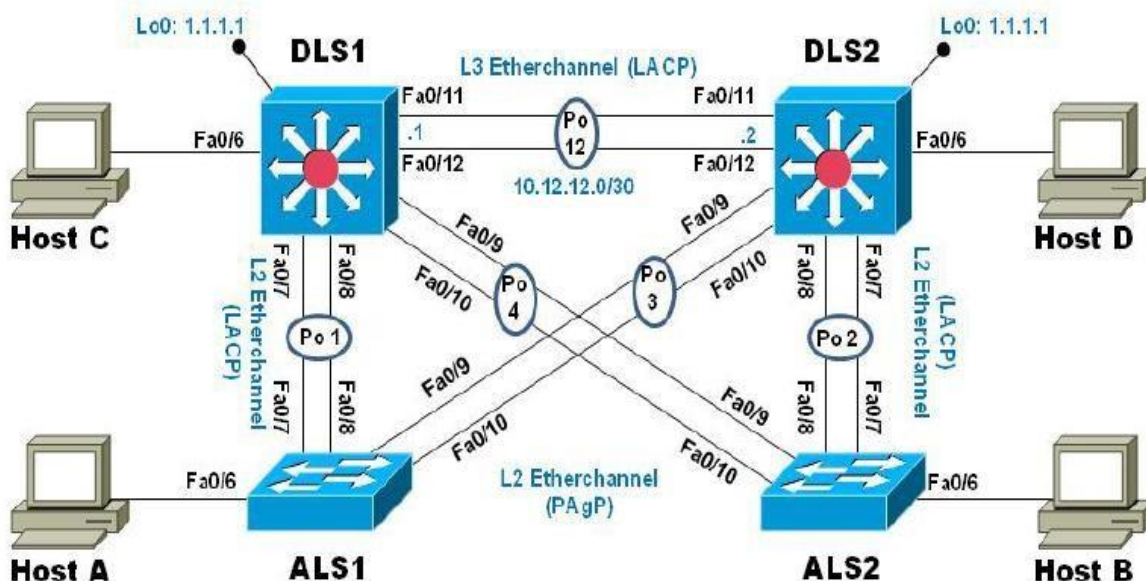 Lo0: 1.1.1.1
Lo0: 1.1.1.1
DLS1
DLS2
L3 Etherchannel (LACP)
Fa0/11
Fa0/11
Fa0/6
.1
Po
12
.2
Fa0/6
Fa0/12
Fa0/12
10.12.12.0/30
Host C
Host D
Fa0/9
Fa0/9
Fa0/7
Fa0/8
Fa0/10
Fa0/10
Fa0/8
Fa0/7
L2 Etherchannel
(LACP)
Po
4
Po
3
(LACP)
L2 Etherchannel
Po 1
Po 2
Fa0/7
Fa0/8
Fa0/9
Fa0/10
Fa0/9
Fa0/10
Fa0/8
Fa0/7
Fa0/6
L2 Etherchannel
(PAgP)
Fa0/6
Host A
ALS1
ALS2
Host B